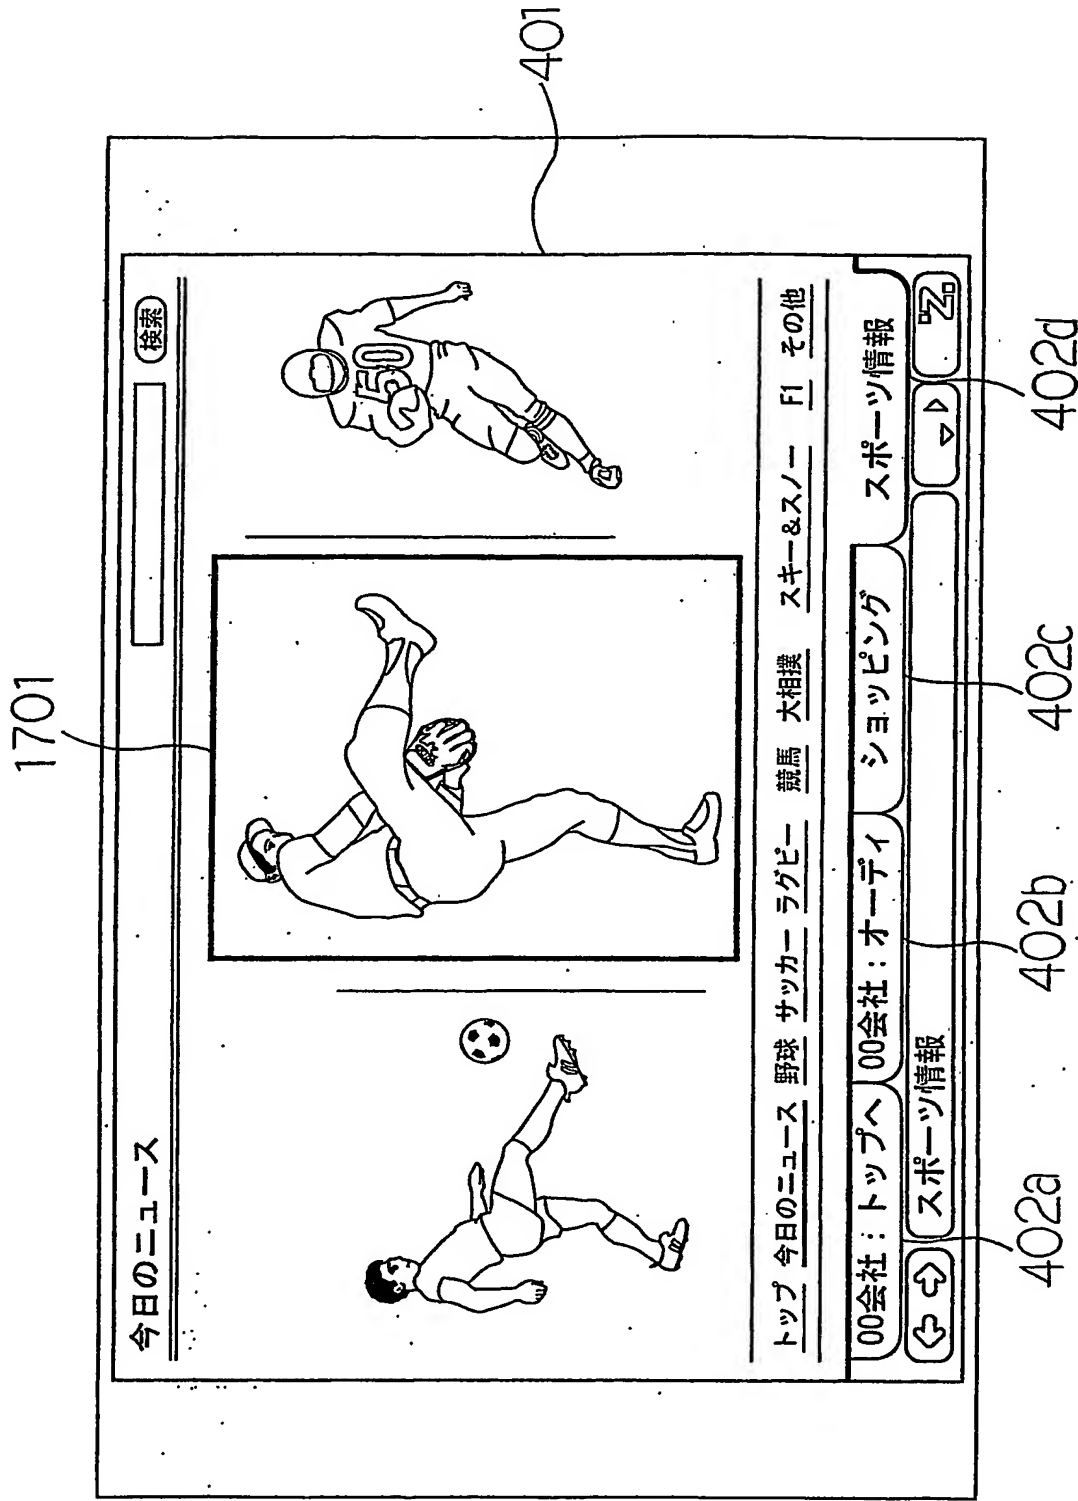 401
1701
今日のニュース 検索
50
トップ 今日のニュース 野球 サッカー ラグビー 競馬 大相撲 スキー&スノー F1 その他
00会社：トップへ 00会社：オーディ ショッピング スポーツ情報
スポーツ情報
402a 402b 402c 402d